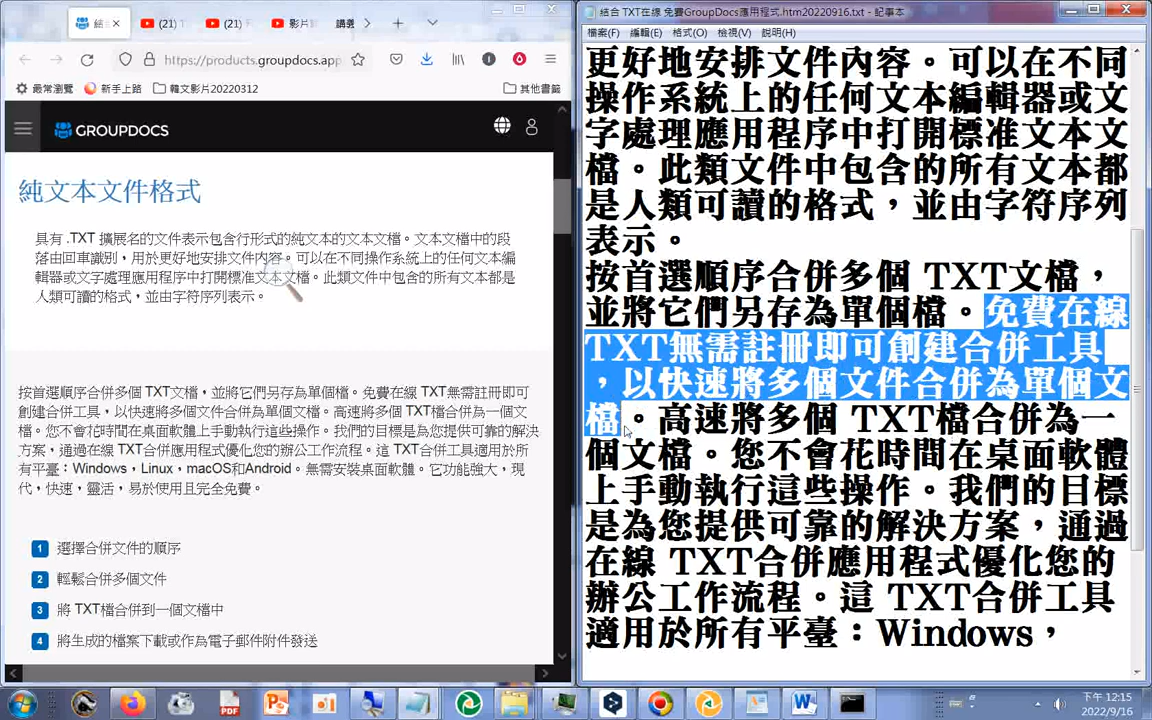 結合
(21)
(21)
影片
講義
https://products.groupdocs.app
最常瀏覽
新手上路
韓文影片20220312
其他書籤
GROUPDOCS
純文本文件格式
具有 .TXT 擴展名的文件表示包含行形式的純文本的文本文檔。文本文檔中的段
落由回車識別，用於更好地安排文件內容。可以在不同操作系統上的任何文本編
輯器或文字處理應用程序中打開標准文本文檔。此類文件中包含的所有文本都是
人類可讀的格式，並由字符序列表示。
按首選順序合併多個 TXT文檔，並將它們另存為單個檔。免費在線 TXT無需註冊即可
創建合併工具，以快速將多個文件合併為單個文檔。高速將多個 TXT檔合併為一個文
檔。您不會花時間在桌面軟體上手動執行這些操作。我們的目標是為您提供可靠的解決
方案，通過在線 TXT合併應用程式優化您的辦公工作流程。這 TXT合併工具適用於所
有平臺：Windows，Linux，macOS和Android。無需安裝桌面軟體。它功能強大，現
代，快速，靈活，易於使用且完全免費。
1 選擇合併文件的順序
2 輕鬆合併多個文件
3 將 TXT檔合併到一個文檔中
4 將生成的檔案下載或作為電子郵件附件發送
結合 TXT在線 免費GroupDocs應用程式.htm20220916.txt - 記事本
檔案(F) 編輯(E) 格式(O) 檢視(V) 說明(H)
更好地安排文件內容。可以在不同
操作系統上的任何文本編輯器或文
字處理應用程序中打開標准文本文
檔。此類文件中包含的所有文本都
是人類可讀的格式，並由字符序列
表示。
按首選順序合併多個 TXT文檔，
並將它們另存為單個檔。免費在線
TXT無需註冊即可創建合併工具
，以快速將多個文件合併為單個文
檔。高速將多個 TXT檔合併為一
個文檔。您不會花時間在桌面軟體
上手動執行這些操作。我們的目標
是為您提供可靠的解決方案，通過
在線 TXT合併應用程式優化您的
辦公工作流程。這 TXT合併工具
適用於所有平臺：Windows，
下午 12:15
2022/9/16